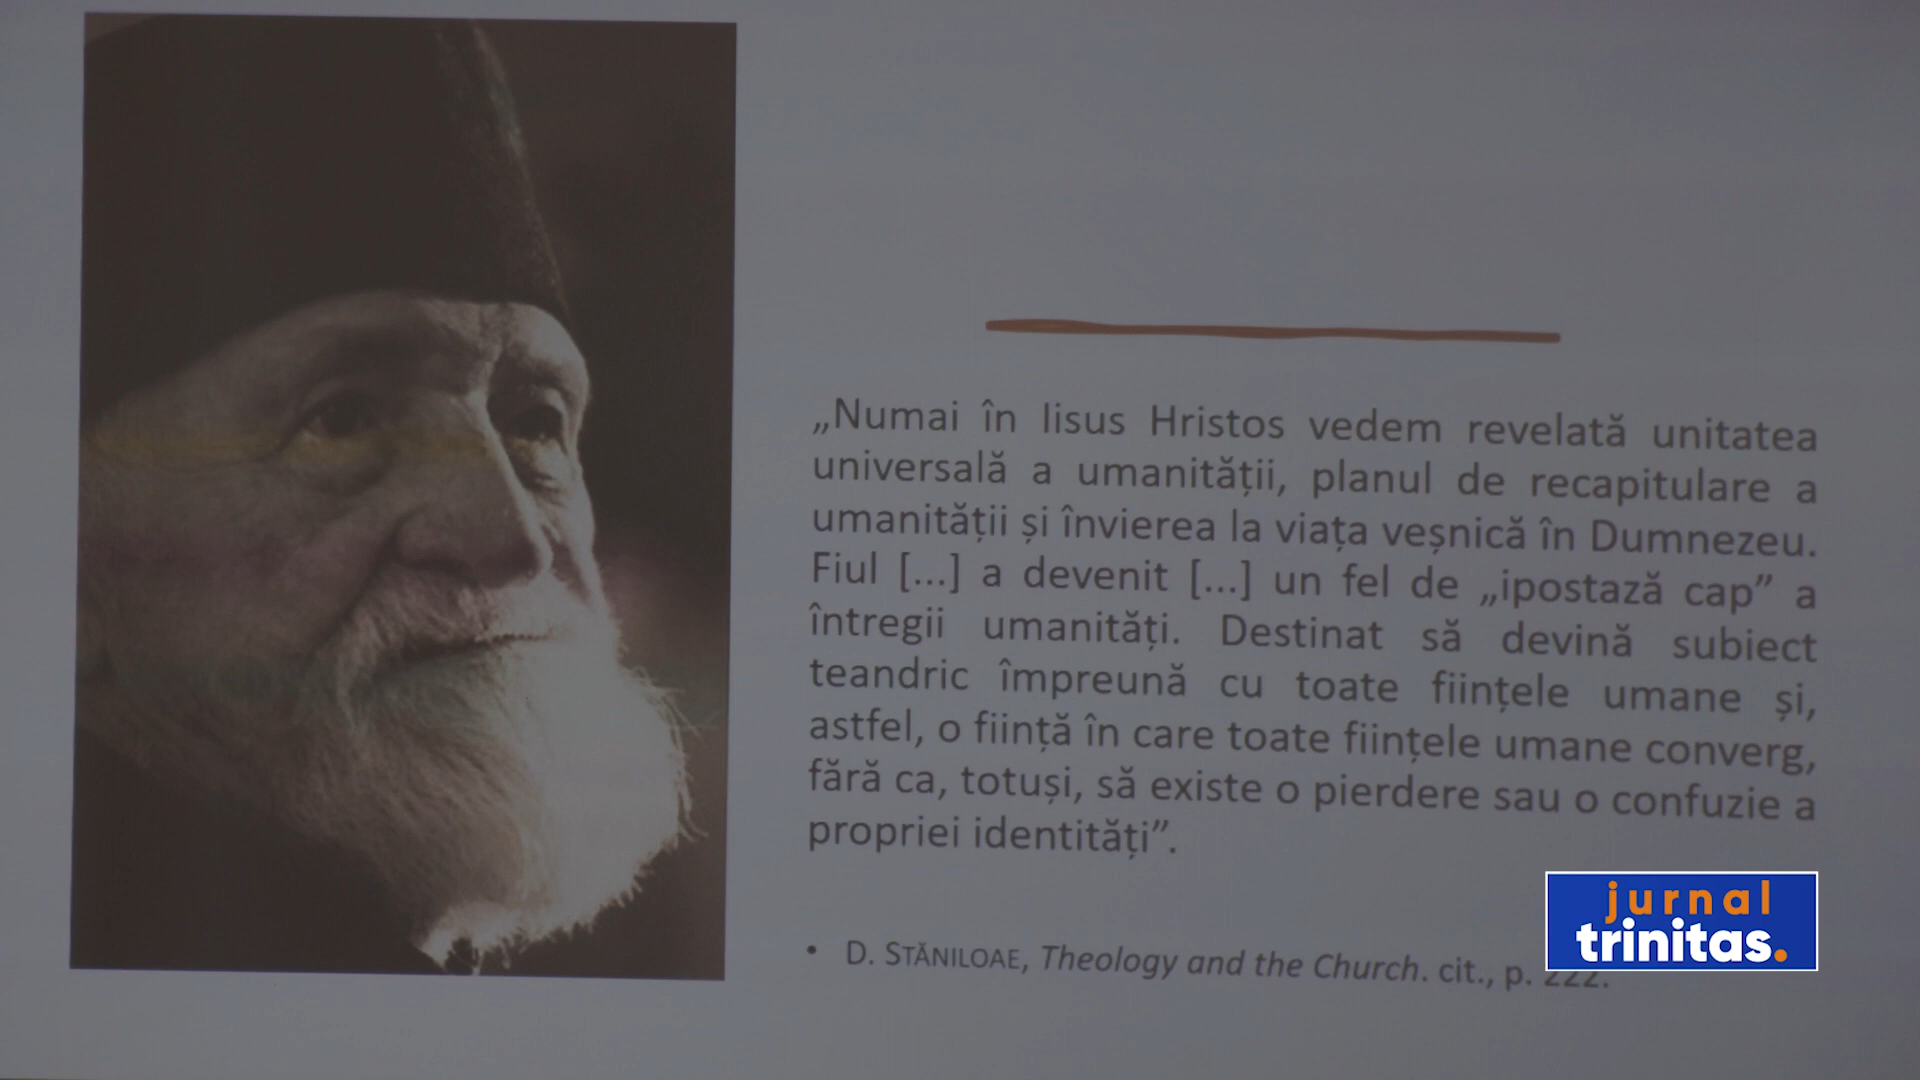 „Numai în Iisus Hristos vedem revelată unitatea
universală a umanității, planul de recapitulare a
umanității și învierea la viața veșnică în Dumnezeu.
Fiul [...] a devenit [...] un fel de „ipostază cap” a
întregii umanități. Destinat să devină subiect
teandric împreună cu toate ființele umane și,
astfel, o ființă în care toate ființele umane converg,
fără ca, totuși, să existe o pierdere sau o confuzie a
propriei identități”.
• D. STĂNILOAE, Theology and the Church. cit., p. 222.
jurnal
trinitas.